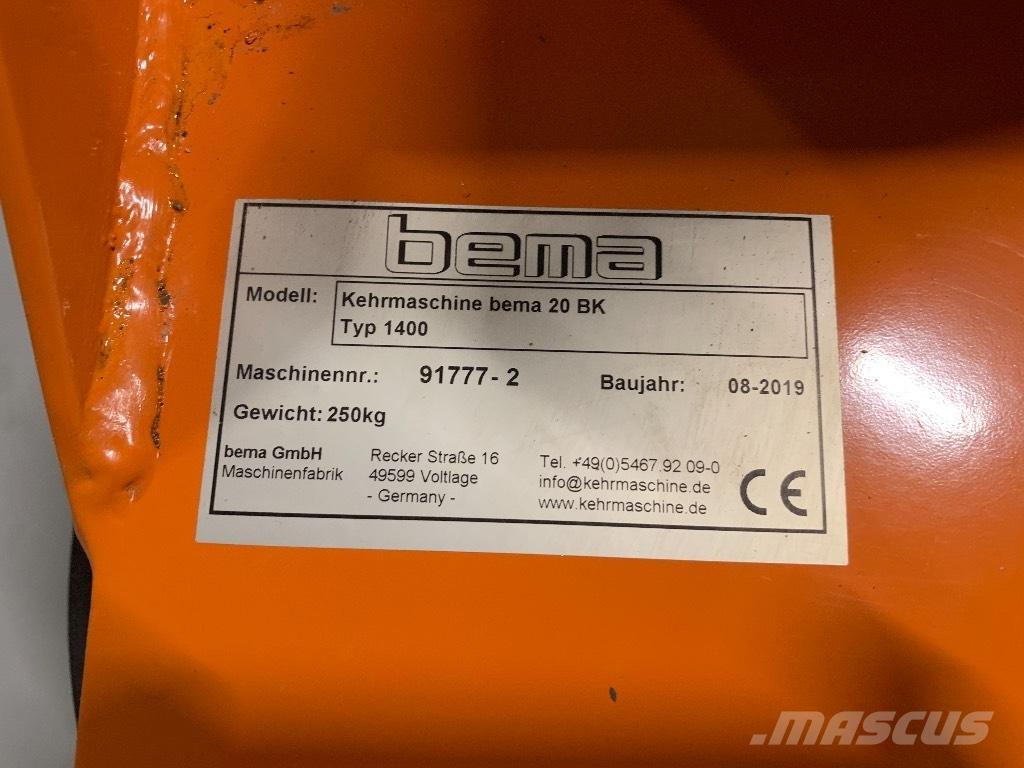 bema
Modell: Kehrmaschine bema 20 BK
Typ 1400
Maschinennr.: 91777-2 Baujahr: 08-2019
Gewicht: 250kg
bema GmbH Recker Straße 16 Tel. +49(0)5467.92 09-0
Maschinenfabrik 49599 Voltlage info@kehrmaschine.de
- Germany - www.kehrmaschine.de
CE
.MASCUS